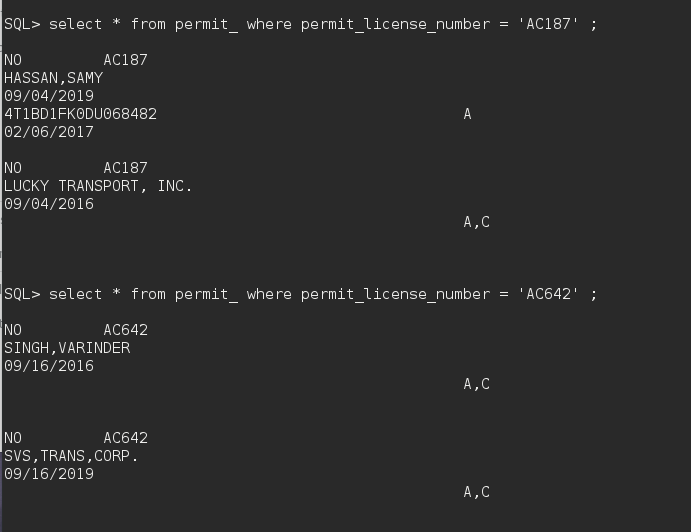 SQL> select * from permit_ where permit_license_number = 'AC187' ;
NO AC187
HASSAN,SAMY
09/04/2019
4T1BD1FK0DU068482 A
02/06/2017
NO AC187
LUCKY TRANSPORT, INC.
09/04/2016
A,C
SQL> select * from permit_ where permit_license_number = 'AC642' ;
NO AC642
SINGH,VARINDER
09/16/2016
A,C
NO AC642
SVS,TRANS,CORP.
09/16/2019
A,C